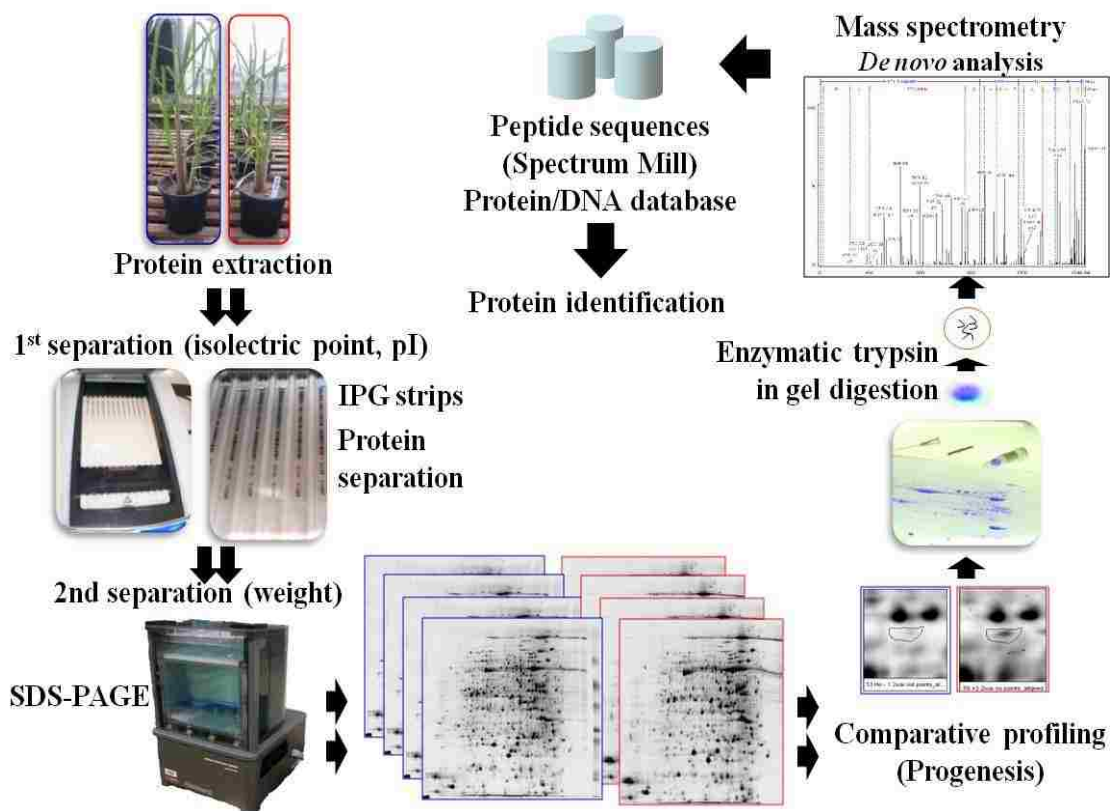 Protein extraction
1st separation (isolectric point, pI)
IPG strips
Protein
separation
2nd separation (weight)
SDS-PAGE
Comparative profiling
(Progenesis)
Enzymatic trypsin
in gel digestion
Mass spectrometry
De novo analysis
Peptide sequences
(Spectrum Mill)
Protein/DNA database
Protein identification